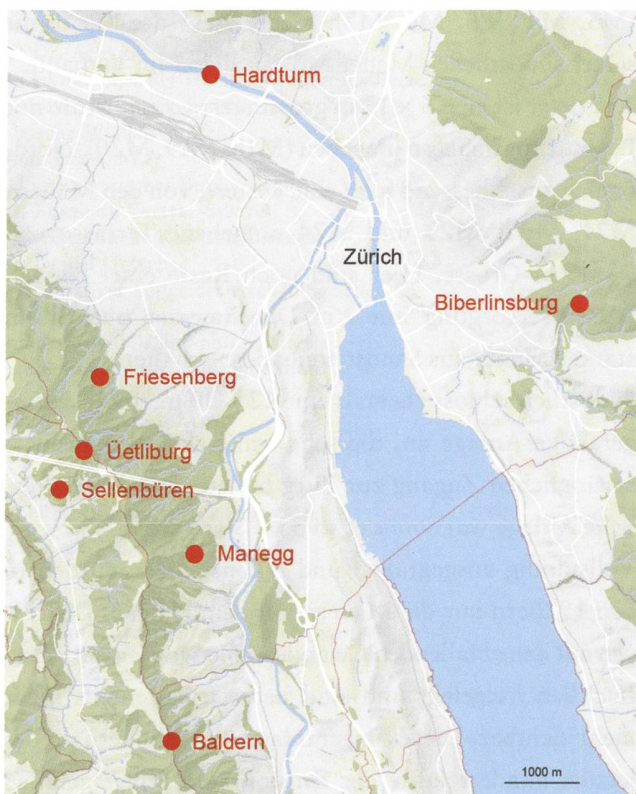 Hardturm
Zürich
Biberlinsburg
Friesenberg
Üetliburg
Sellenbüren
Manegg
Baldern
1000 m